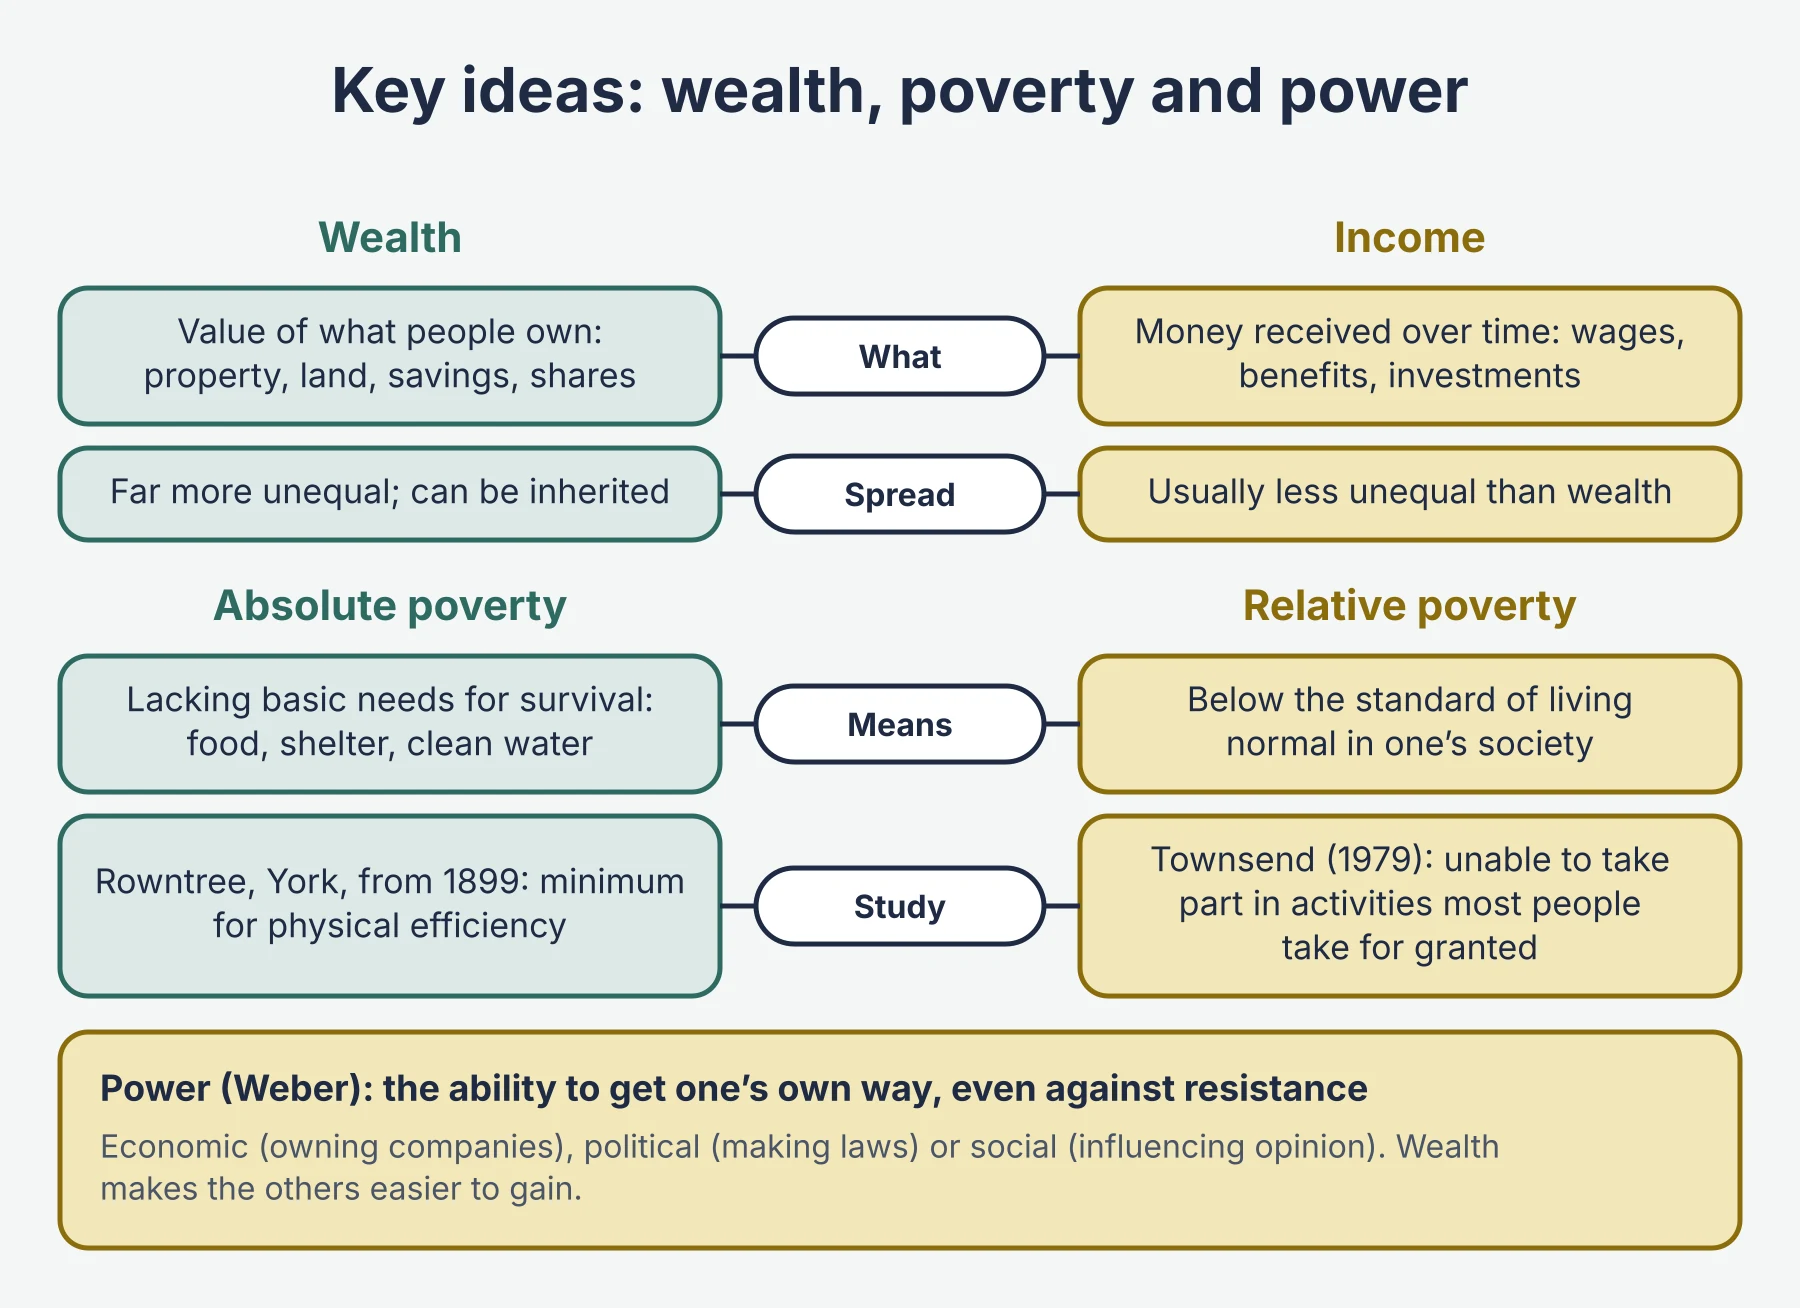 Key ideas: wealth, poverty and power
Wealth
Income
Value of what people own:
property, land, savings, shares
What
Money received over time: wages,
benefits, investments
Far more unequal; can be inherited
Spread
Usually less unequal than wealth
Absolute poverty
Relative poverty
Lacking basic needs for survival:
food, shelter, clean water
Means
Below the standard of living
normal in one’s society
Rowntree, York, from 1899: minimum
for physical efficiency
Study
Townsend (1979): unable to take
part in activities most people
take for granted
Power (Weber): the ability to get one’s own way, even against resistance
Economic (owning companies), political (making laws) or social (influencing opinion). Wealth
makes the others easier to gain.